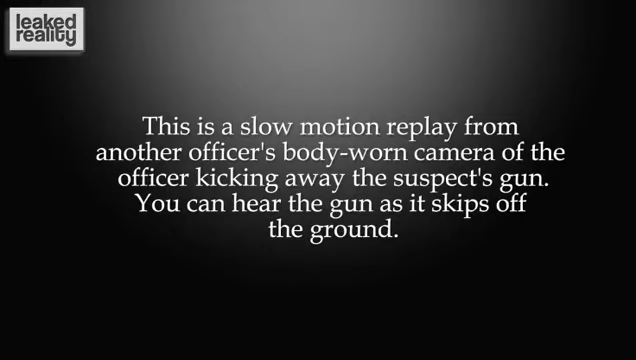 leaked
reality
This is a slow motion replay from
another officer's body-worn camera of the
officer kicking away the suspect's gun.
You can hear the gun as it skips off
the ground.